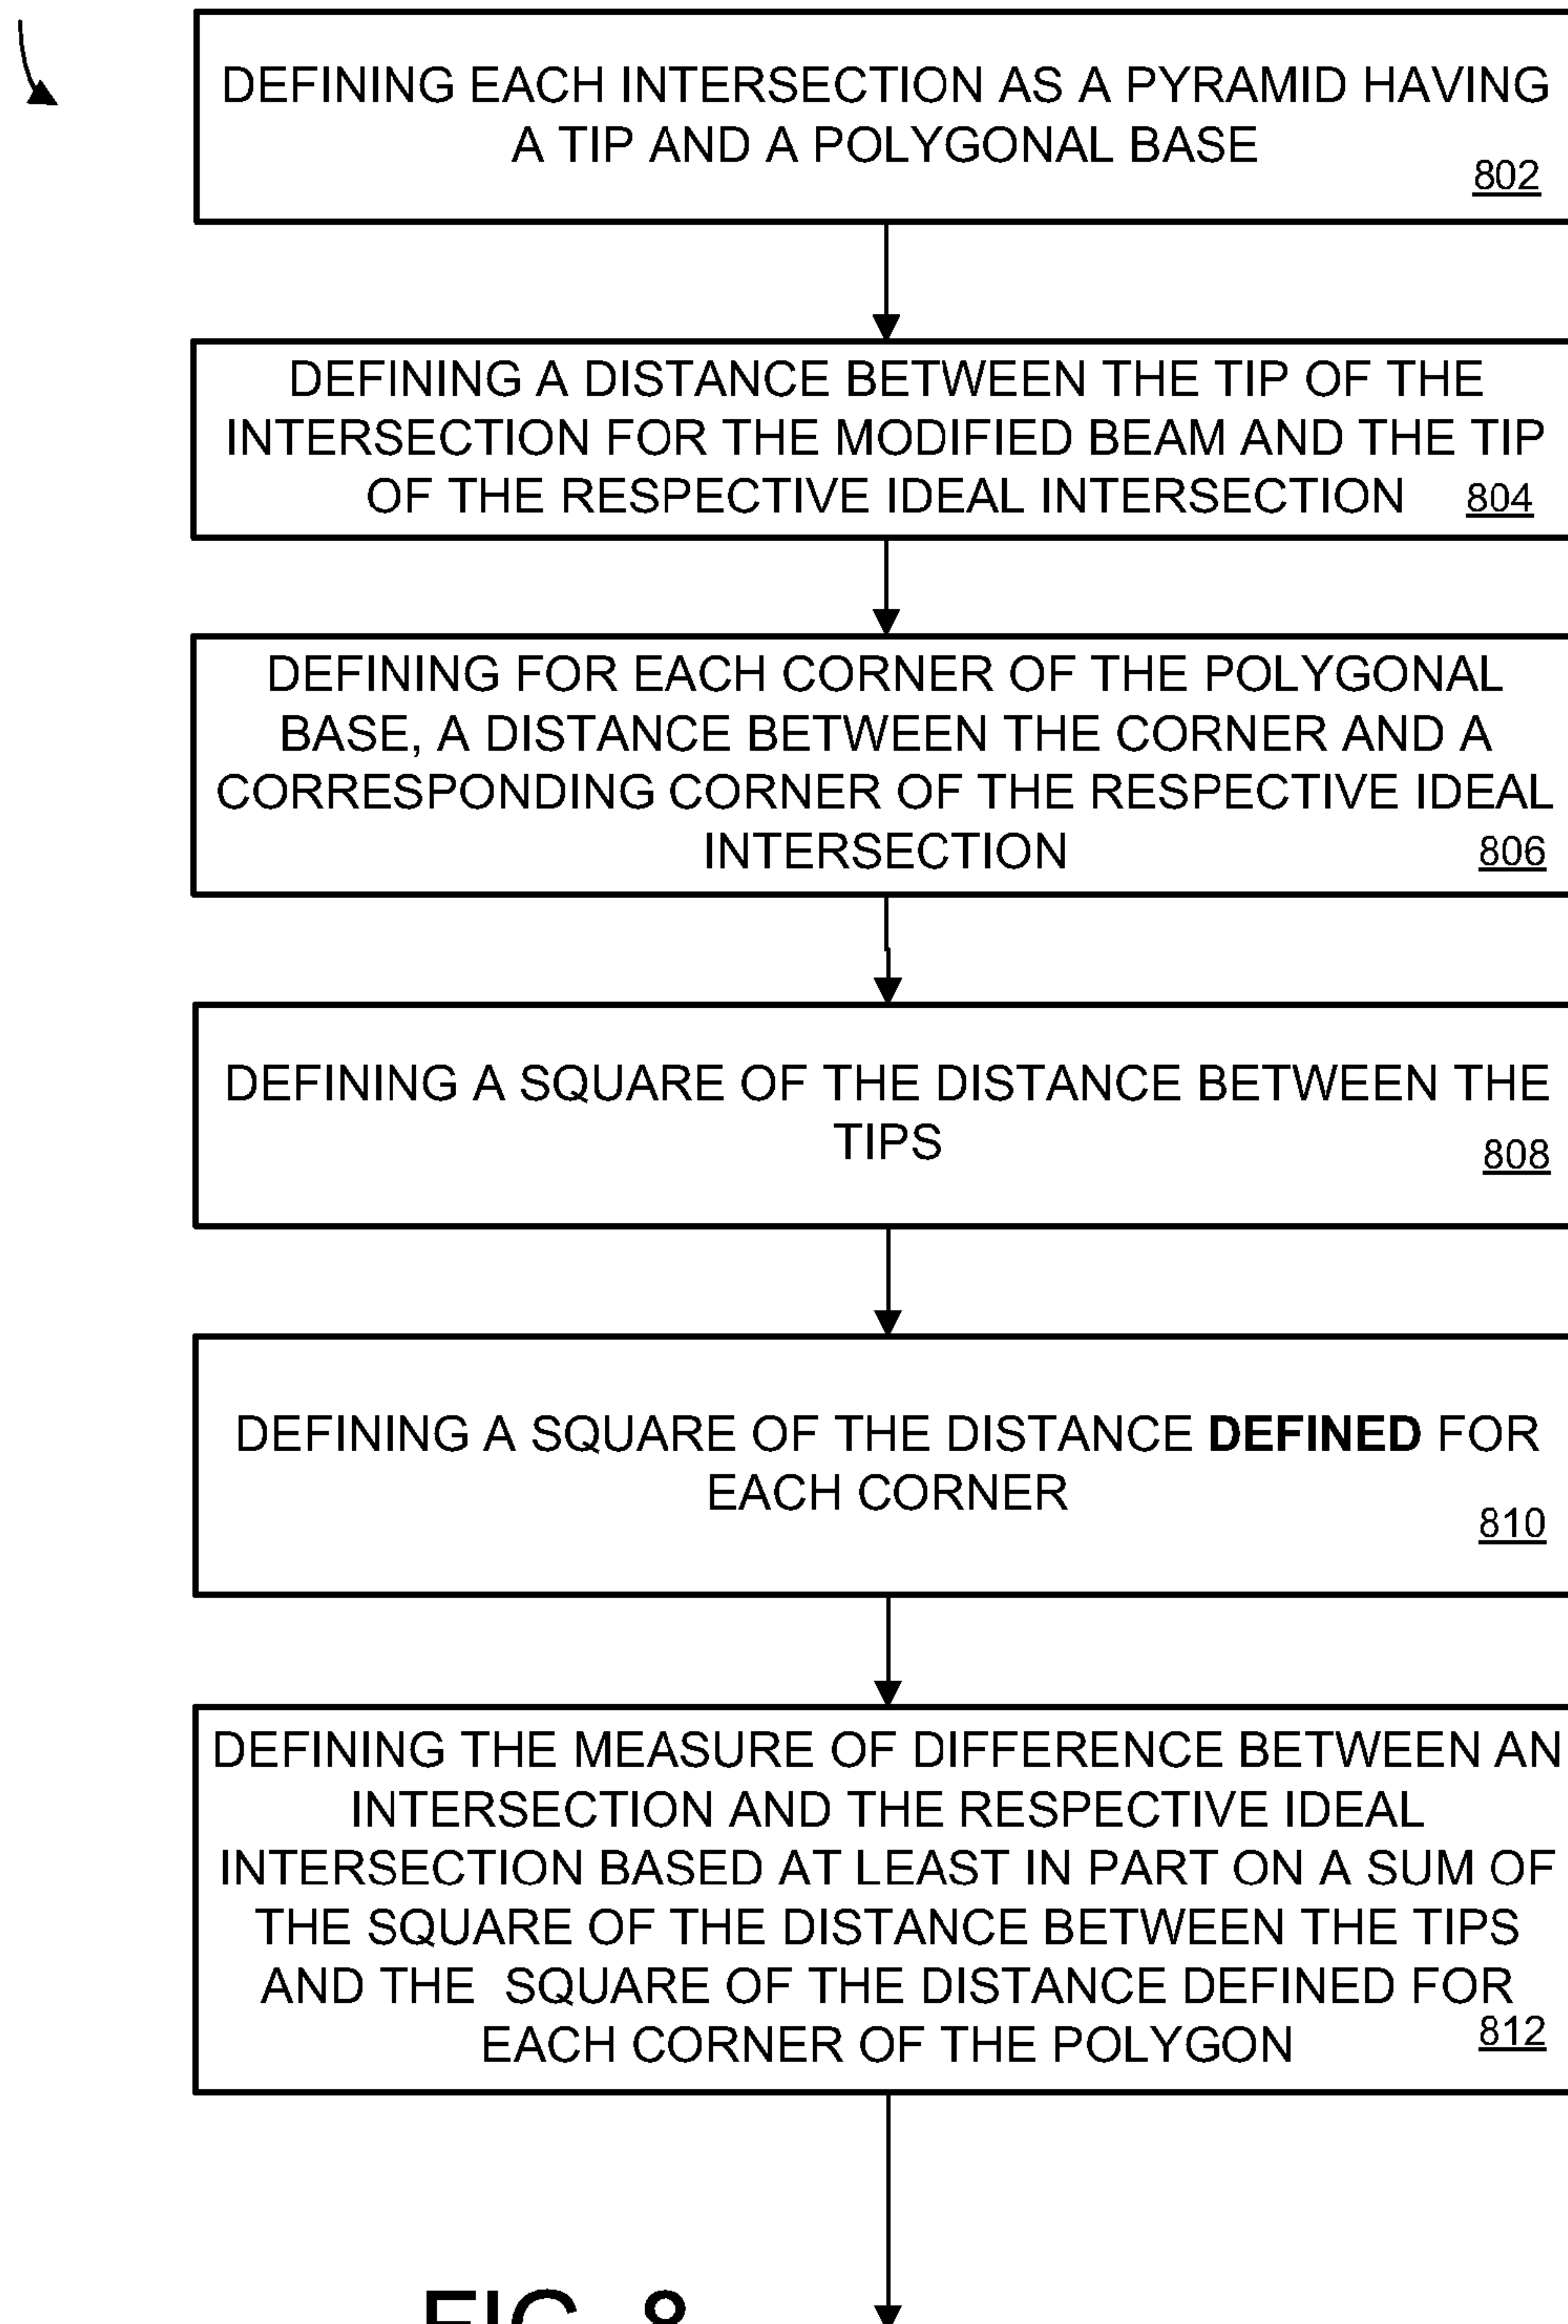 DEFINING EACH INTERSECTION AS A PYRAMID HAVING
A TIP AND A POLYGONAL BASE
802
DEFINING A DISTANCE BETWEEN THE TIP OF THE
INTERSECTION FOR THE MODIFIED BEAM AND THE TIP
OF THE RESPECTIVE IDEAL INTERSECTION 804
DEFINING FOR EACH CORNER OF THE POLYGONAL
BASE, A DISTANCE BETWEEN THE CORNER AND A
CORRESPONDING CORNER OF THE RESPECTIVE IDEAL
INTERSECTION 806
DEFINING A SQUARE OF THE DISTANCE BETWEEN THE
TIPS 808
DEFINING A SQUARE OF THE DISTANCE DEFINED FOR
EACH CORNER
810
DEFINING THE MEASURE OF DIFFERENCE BETWEEN AN
INTERSECTION AND THE RESPECTIVE IDEAL
INTERSECTION BASED AT LEAST IN PART ON A SUM OF
THE SQUARE OF THE DISTANCE BETWEEN THE TIPS
AND THE SQUARE OF THE DISTANCE DEFINED FOR
EACH CORNER OF THE POLYGON 812
FIG. 8